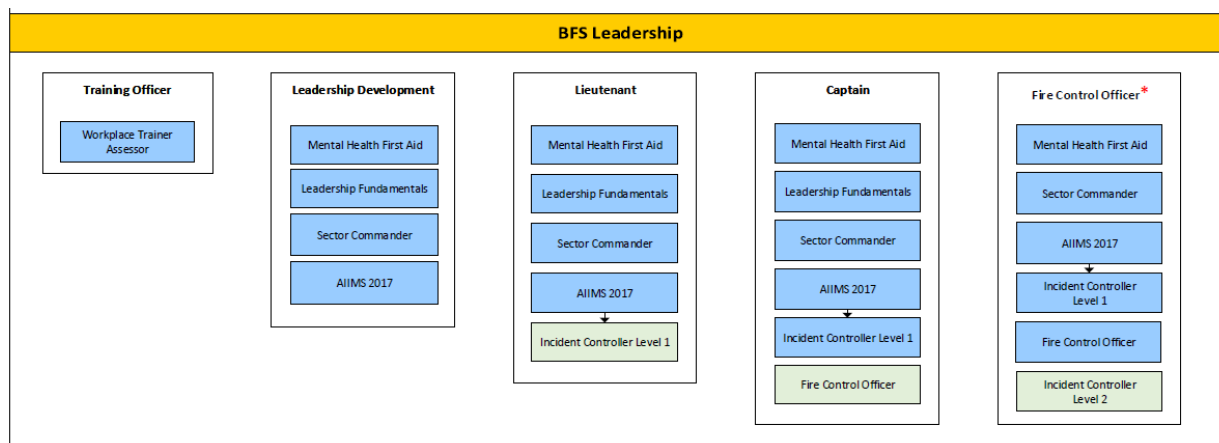 BFS Leadership
Training Officer
Workplace Trainer
Assessor
Leadership Development
Mental Health First Aid
Leadership Fundamentals
Sector Commander
AIIMS 2017
Lieutenant
Mental Health First Aid
Leadership Fundamentals
Sector Commander
AIIMS 2017
Incident Controller Level 1
Captain
Mental Health First Aid
Leadership Fundamentals
Sector Commander
AIIMS 2017
Incident Controller Level 1
Fire Control Officer
Fire Control Officer*
Mental Health First Aid
Sector Commander
AIIMS 2017
Incident Controller
Level 1
Fire Control Officer
Incident Controller
Level 2